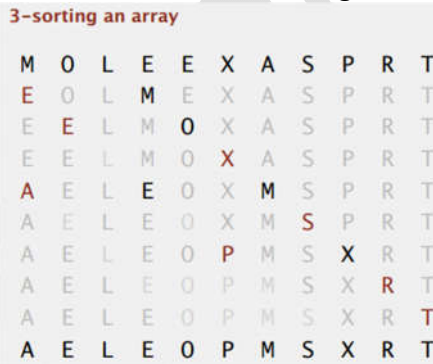 3-sorting an array
M O L E E X A S P R T
E O L M E X A S P R T
E E L M O X A S P R T
E E L M O X A S P R T
A E L E O X M S P R T
A E L E O X M S P R T
A E L E O P M S X R T
A E L E O P M S X R T
A E L E O P M S X R T
A E L E O P M S X R T